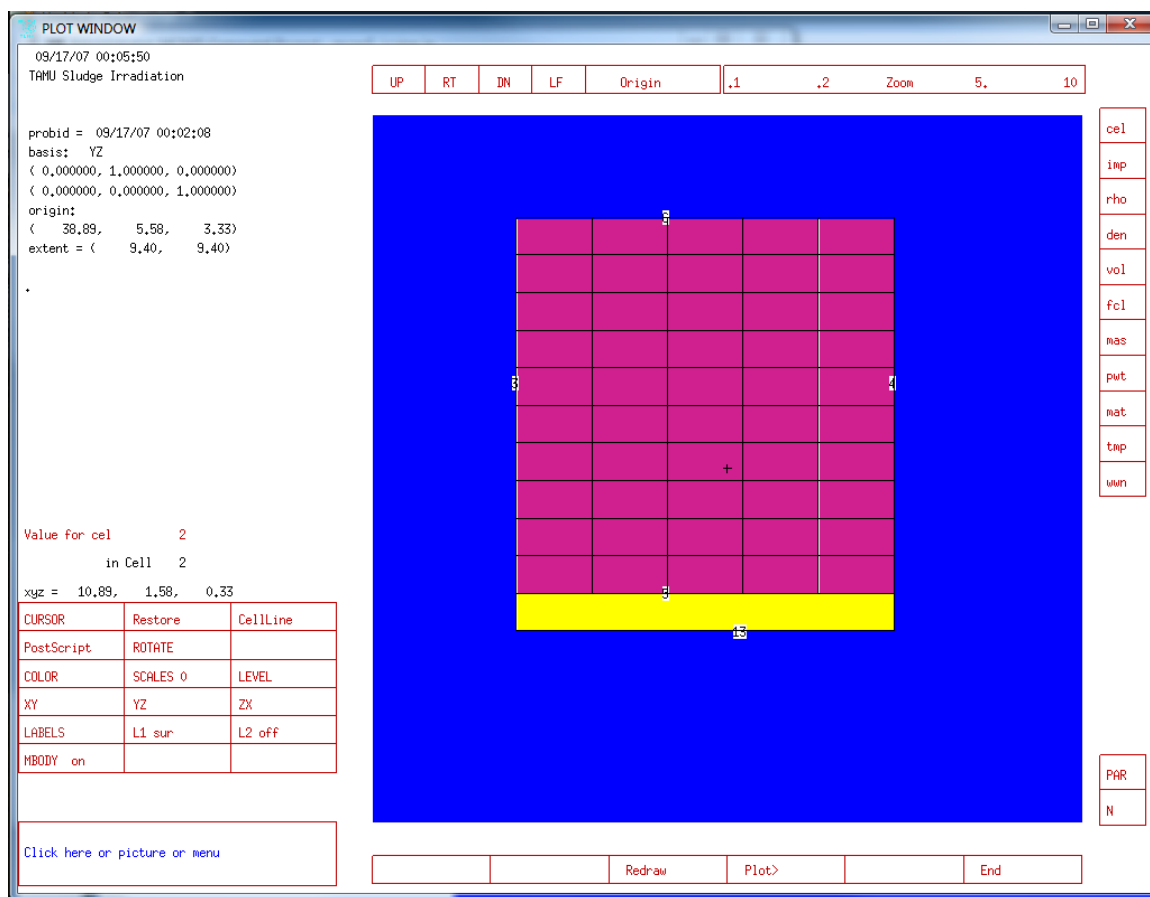 PLOT WINDOW
09/17/07 00:05:50
TAMU Sludge Irradiation
probid = 09/17/07 00:02:08
basis: YZ
( 0.000000, 1.000000, 0.000000)
( 0.000000, 0.000000, 1.000000)
origin:
( 38.89, 5.58, 3.33)
extent = ( 9.40, 9.40)
UP RT DN LF Origin .1 .2 Zoom 5. 10
6
3
4
5
13
cel
imp
rho
den
vol
fcl
mas
pwt
mat
tmp
wwn
Value for cel 2
in Cell 2
xyz = 10.89, 1.58, 0.33
CURSOR Restore CellLine
PostScript ROTATE
COLOR SCALES 0 LEVEL
XY YZ ZX
LABELS L1 sur L2 off
MBODY on
PAR
N
Click here or picture or menu
Redraw Plot> End